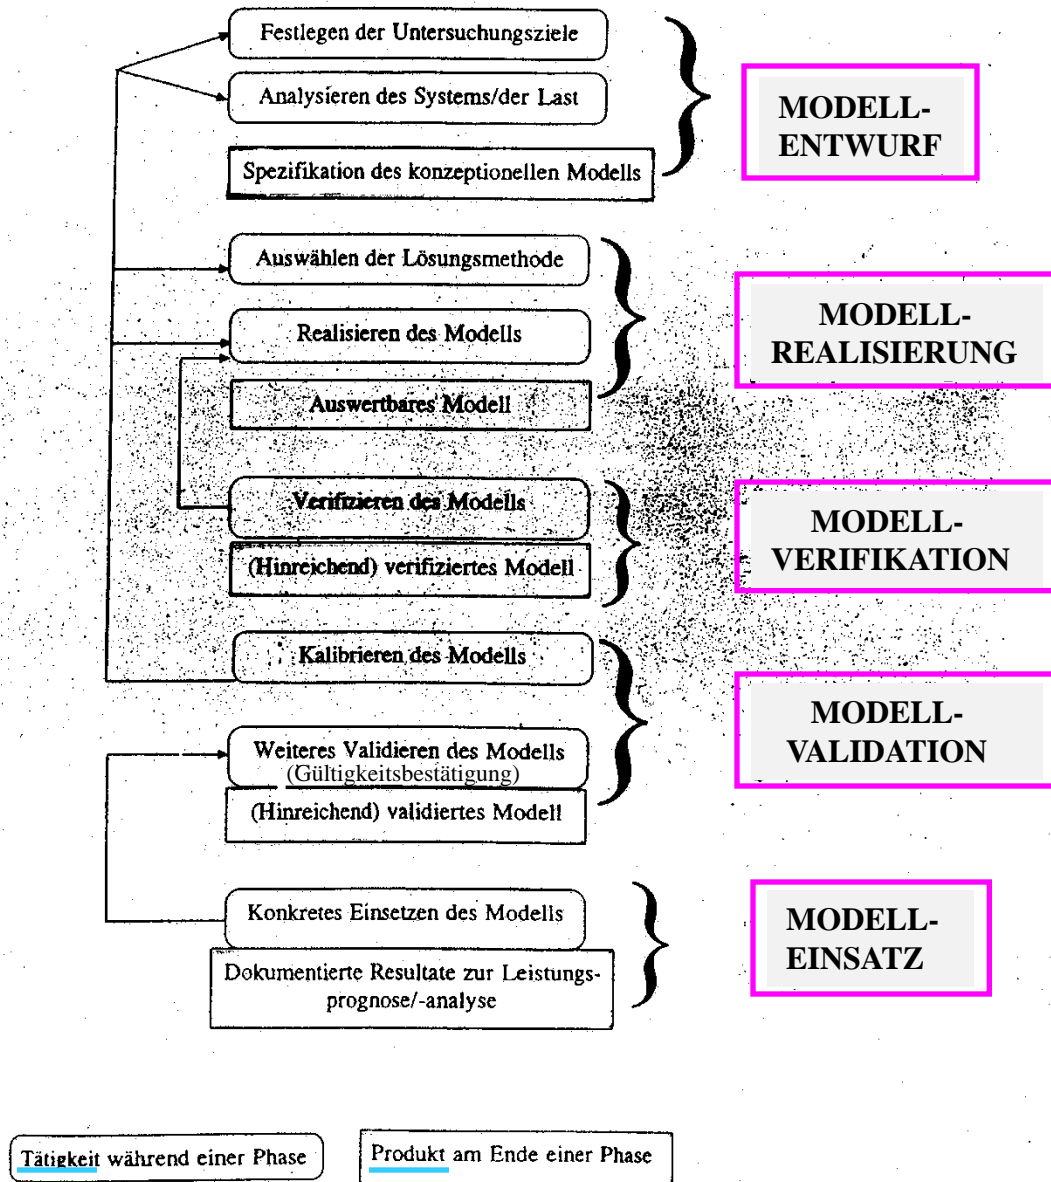 Festlegen der Untersuchungsziele
Analysieren des Systems/der Last
Spezifikation des konzeptionellen Modells
MODELL-
ENTWURF
Auswählen der Lösungsmethode
Realisieren des Modells
Auswertbares Modell
MODELL-
REALISIERUNG
Verifizieren des Modells
(Hinreichend) verifiziertes Modell
MODELL-
VERIFIKATION
Kalibrieren des Modells
Weiteres Validieren des Modells
(Gültigkeitsbestätigung)
(Hinreichend) validiertes Modell
MODELL-
VALIDATION
Konkretes Einsetzen des Modells
Dokumentierte Resultate zur Leistungs-
prognose/-analyse
MODELL-
EINSATZ
Tätigkeit während einer Phase
Produkt am Ende einer Phase